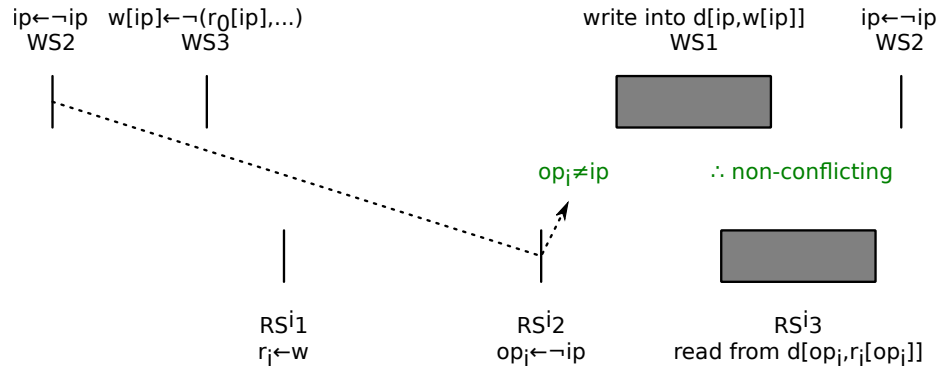 ip←¬ip
WS2
w[ip]←¬(r0[ip],...)
WS3
write into d[ip,w[ip]]
WS1
ip←¬ip
WS2
opi≠ip
∴ non-conflicting
RSi1
ri←w
RSi2
opi←¬ip
RSi3
read from d[opi,ri[opi]]